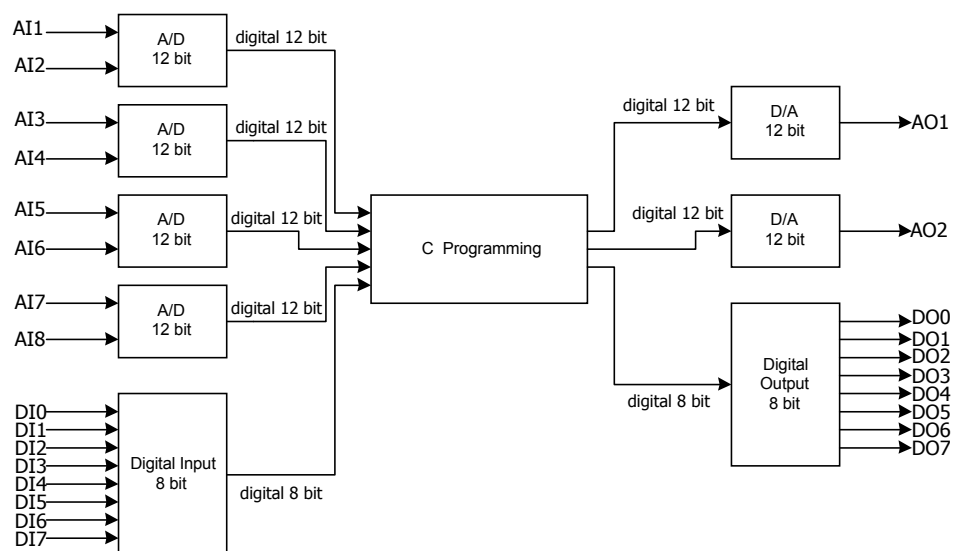 AI1
AI2
A/D
12 bit
digital 12 bit
AI3
AI4
A/D
12 bit
digital 12 bit
AI5
AI6
A/D
12 bit
digital 12 bit
AI7
AI8
A/D
12 bit
digital 12 bit
DI0
DI1
DI2
DI3
DI4
DI5
DI6
DI7
Digital Input
8 bit
digital 8 bit
C Programming
digital 12 bit
D/A
12 bit
AO1
digital 12 bit
D/A
12 bit
AO2
digital 8 bit
Digital
Output
8 bit
DO0
DO1
DO2
DO3
DO4
DO5
DO6
DO7